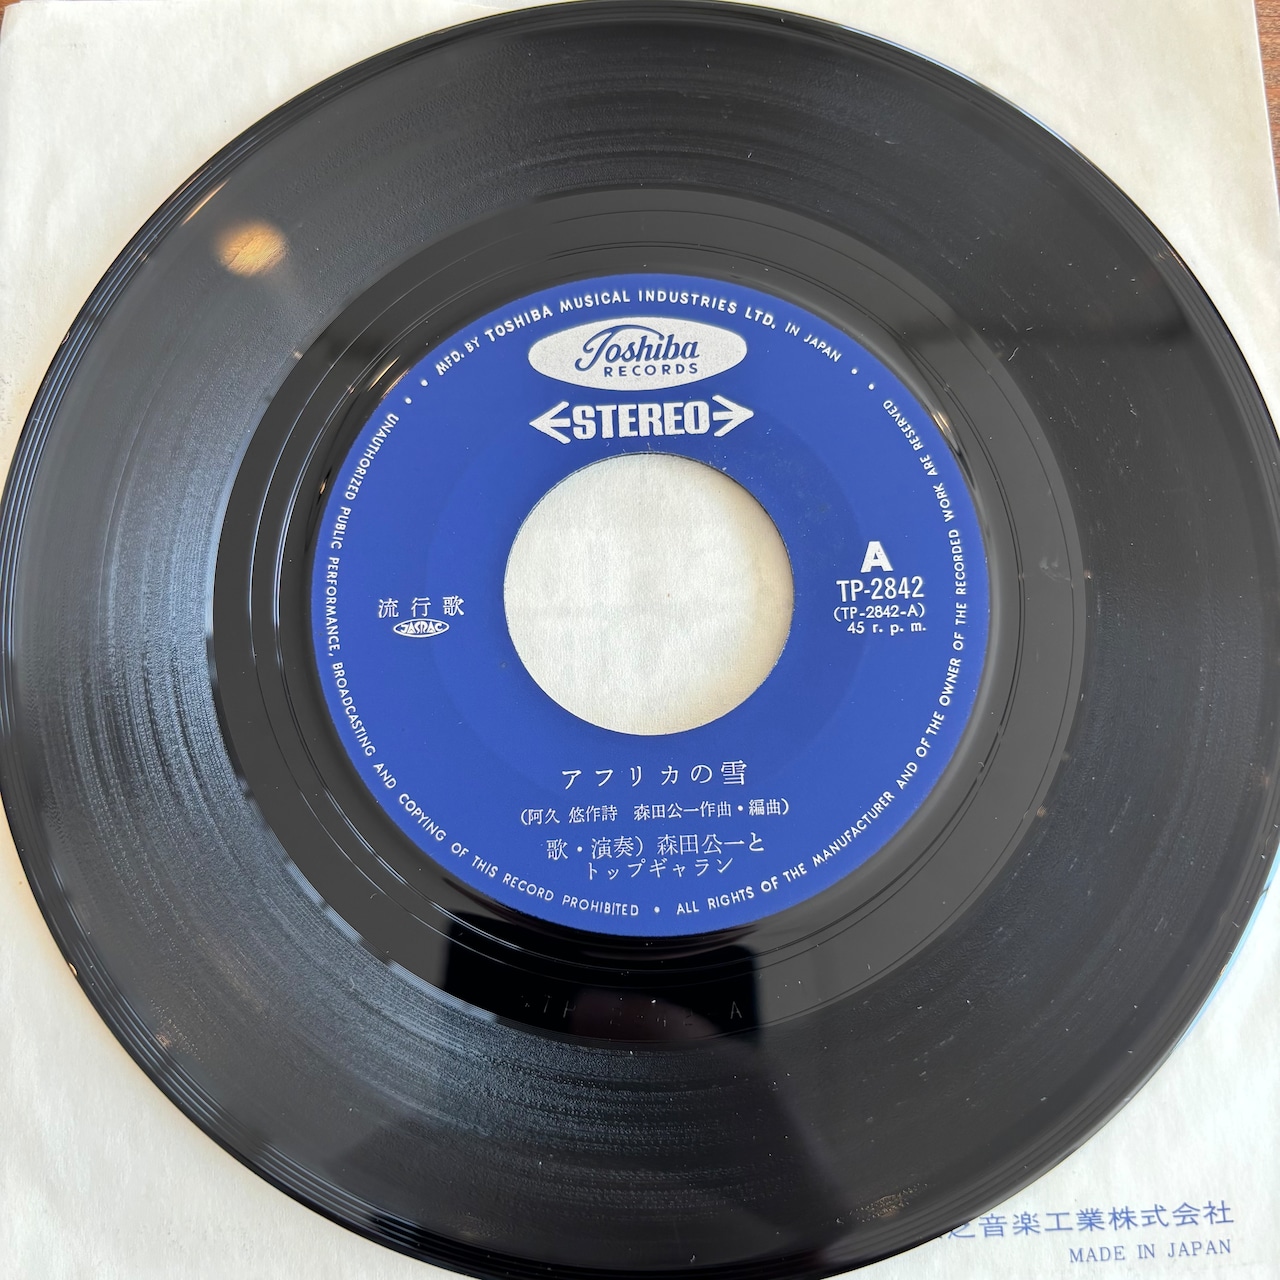 MFD. BY TOSHIBA MUSICAL INDUSTRIES LTD. IN JAPAN
Toshiba
RECORDS
STEREO
A
TP-2842
(TP-2842-A)
45 r. p. m.
流行歌
JASRAC
アフリカの雪
(阿久 悠作詩 森田公一作曲・編曲)
歌・演奏) 森田公一と
トップギャラン
UNAUTHORIZED PUBLIC PERFORMANCE, BROADCASTING AND COPYING OF THIS RECORD PROHIBITED • ALL RIGHTS OF THE MANUFACTURER AND OF THE OWNER OF THE RECORDED WORK ARE RESERVED
音楽工業株式会社
MADE IN JAPAN